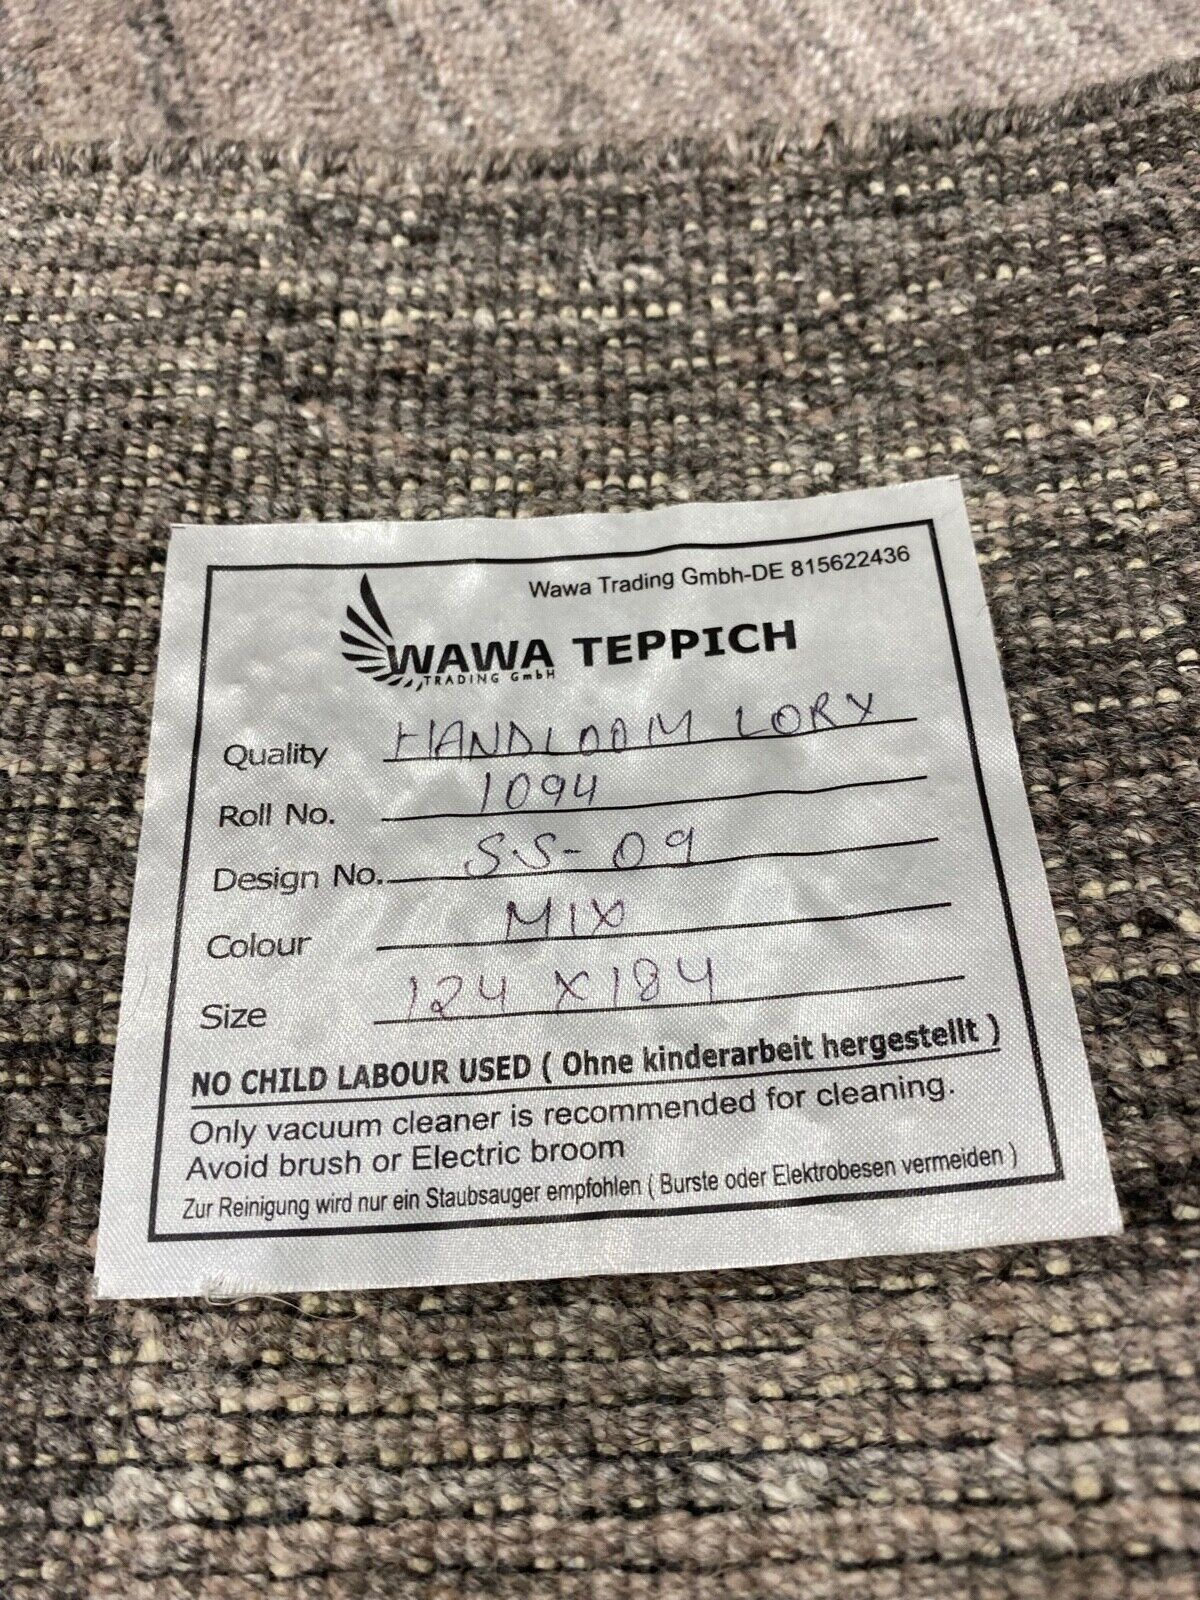 Wawa Trading Gmbh-DE 815622436
WAWA TEPPICH
TRADING GmbH
Quality HANDLOOM LORY
Roll No. 1094
Design No. SS-09
Colour MIX
Size 124 X184
NO CHILD LABOUR USED ( Ohne kinderarbeit hergestellt )
Only vacuum cleaner is recommended for cleaning.
Avoid brush or Electric broom
Zur Reinigung wird nur ein Staubsauger empfohlen ( Burste oder Elektrobesen vermeiden )